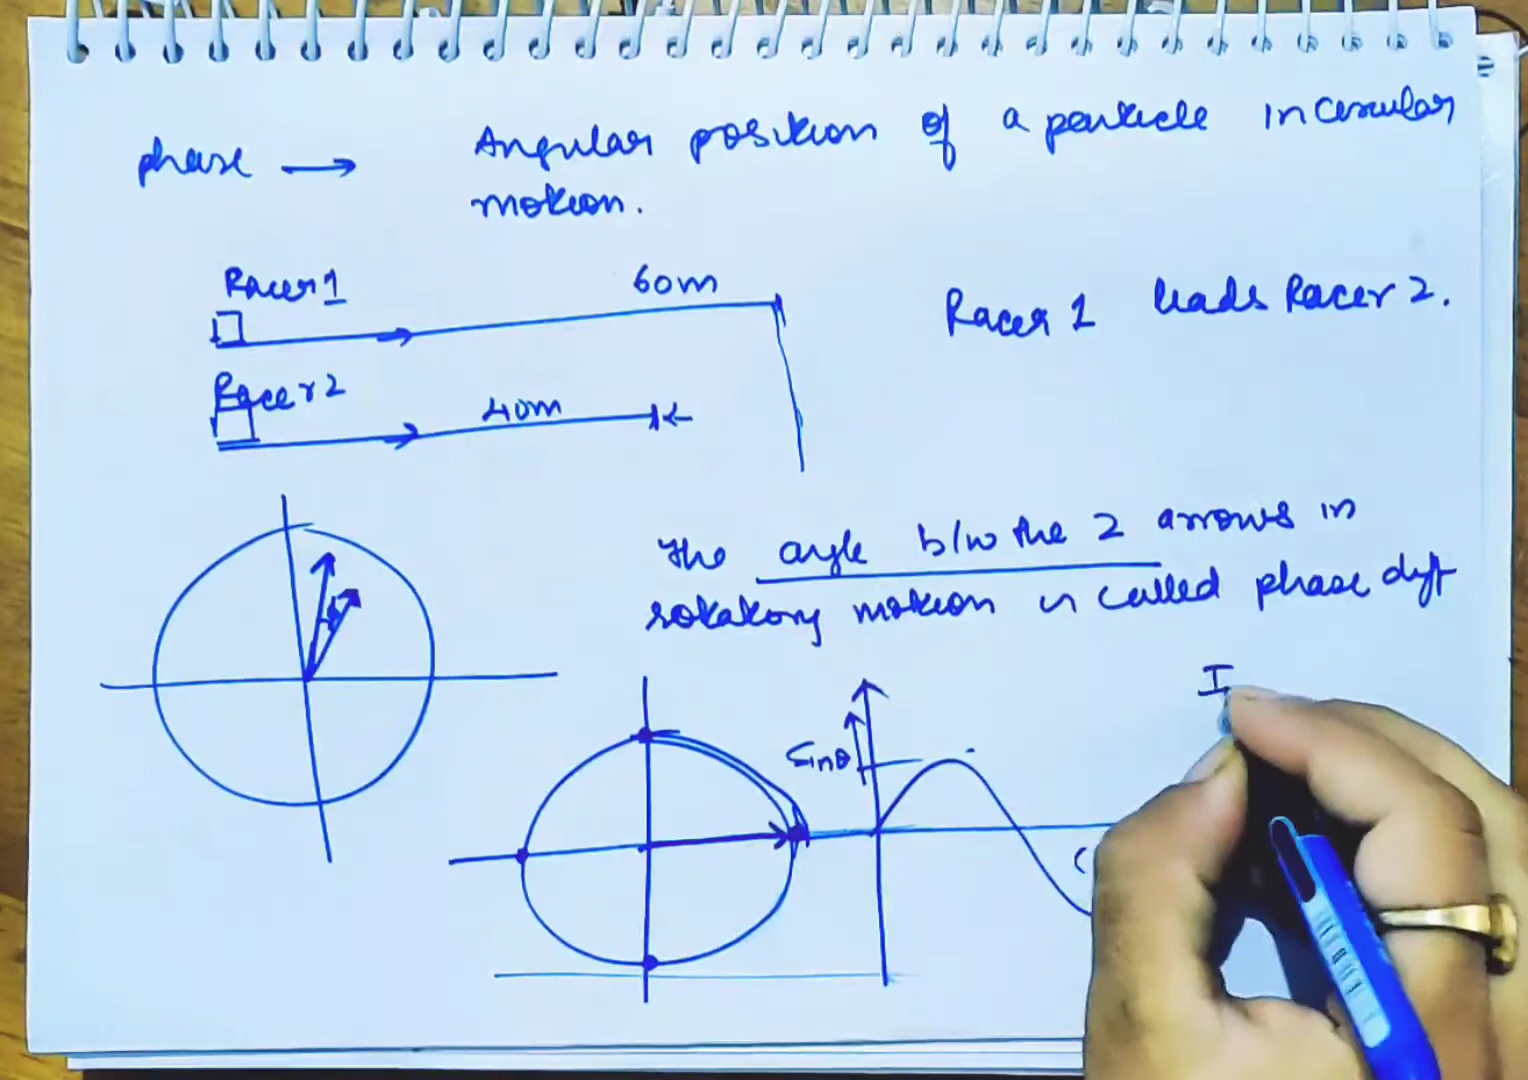 phase → Angular position of a particle in circular
motion.
Racer 1
60m
Racer 1 leads Racer 2.
Racer 2
40m
The angle b/w the 2 arrows in
rotatory motion is called phase diff
ϕ
Sinθ
I